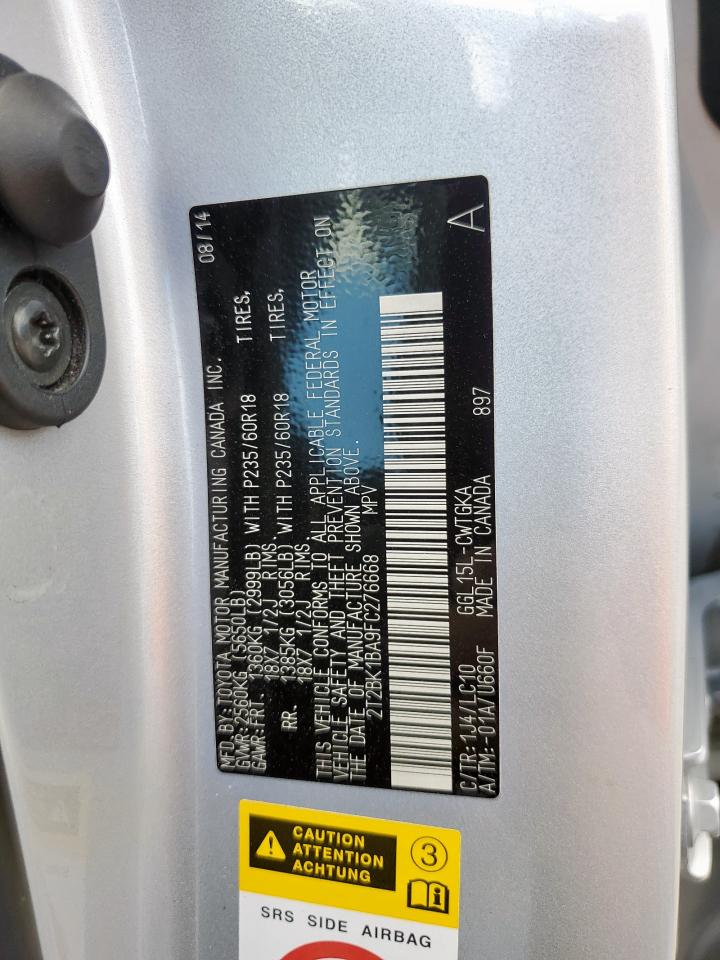 MFD.BY:TOYOTA MOTOR MANUFACTURING CANADA INC. 08/14
GVWR:2560KG (5650LB)
GAWR:FRT 1360KG (2999LB) WITH P235/60R18 TIRES,
18X7 1/2J RIMS.
RR. 1385KG (3056LB) WITH P235/60R18 TIRES,
18X7 1/2J RIMS.
THIS VEHICLE CONFORMS TO ALL APPLICABLE FEDERAL MOTOR
VEHICLE SAFETY AND THEFT PREVENTION STANDARDS IN EFFECT ON
THE DATE OF MANUFACTURE SHOWN ABOVE.
2T2BK1BA9FC276668 MPV
C/TR:1J4/LC10 GGL15L-CWTGKA A
A/TM:-01A/U660F MADE IN CANADA 897
CAUTION
ATTENTION
ACHTUNG
3
SRS SIDE AIRBAG